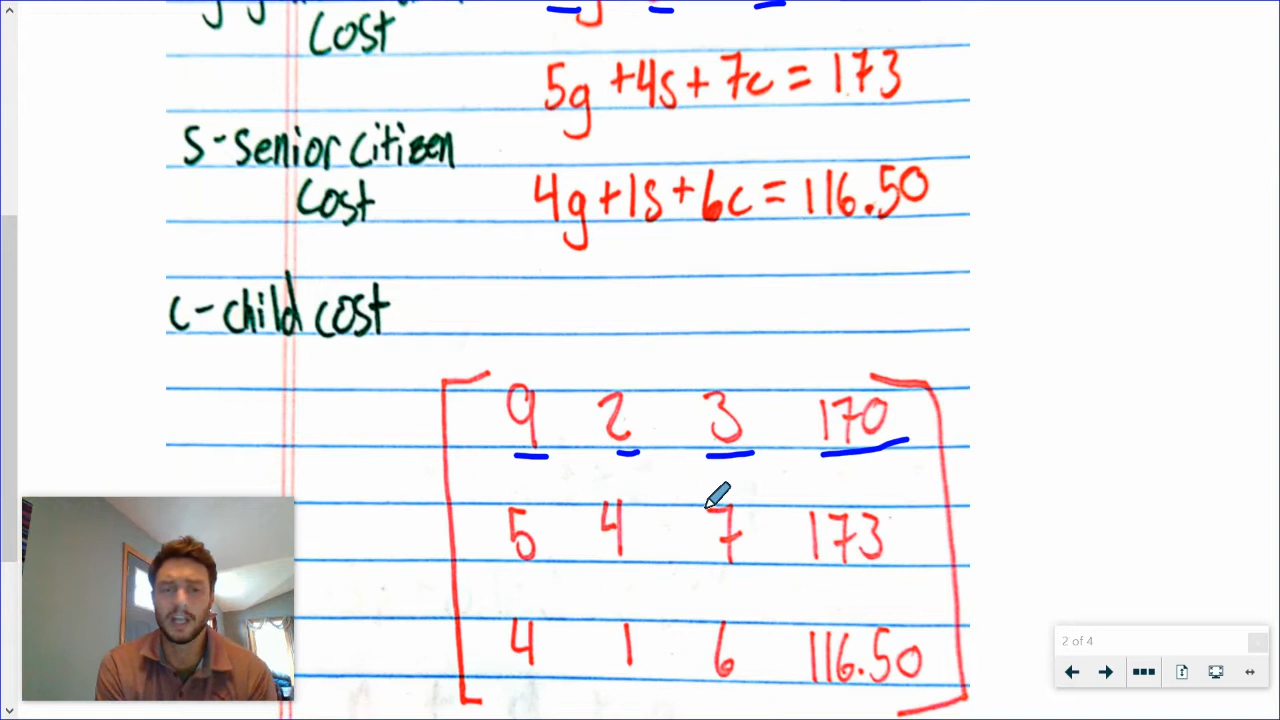 cost
5g + 4s + 7c = 173
s - senior citizen
cost
4g + 1s + 6c = 116.50
c - child cost
9 2 3 170
5 4 7 173
4 1 6 116.50
2 of 4